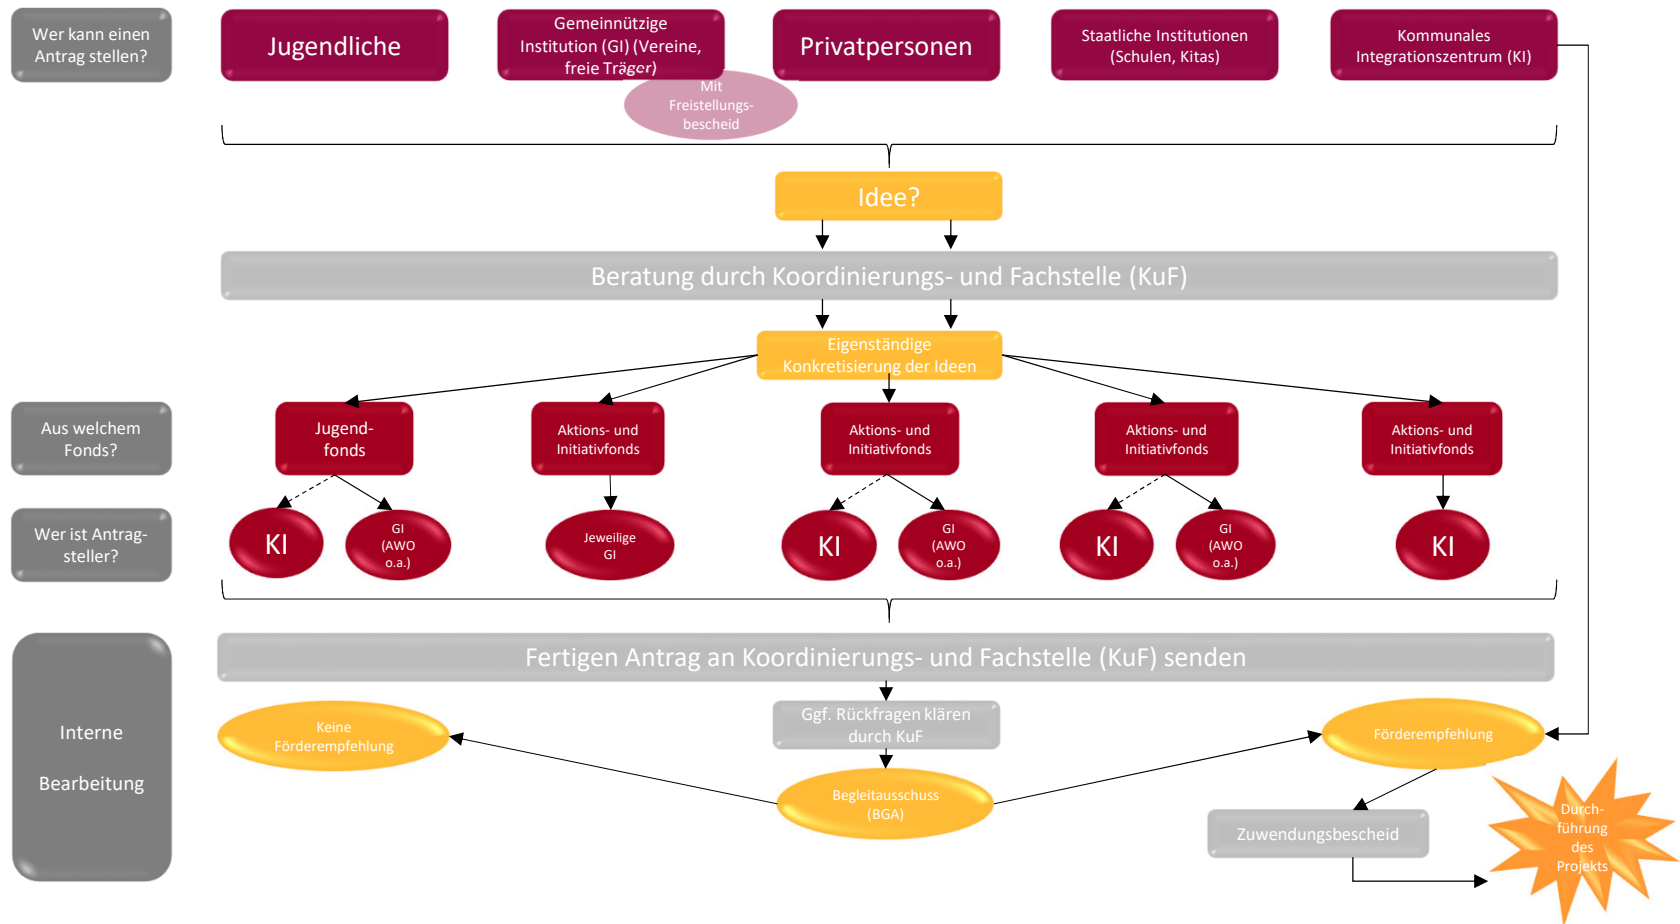 Wer kann einen
Antrag stellen?
Jugendliche
Gemeinnützige
Institution (GI) (Vereine,
freie Träger)
Privatpersonen
Staatliche Institutionen
(Schulen, Kitas)
Kommunales
Integrationszentrum (KI)
Mit
Freistellungs-
bescheid
Idee?
Beratung durch Koordinierungs- und Fachstelle (KuF)
Eigenständige
Konkretisierung der Ideen
Aus welchem
Fonds?
Jugend-
fonds
Aktions- und
Initiativfonds
Aktions- und
Initiativfonds
Aktions- und
Initiativfonds
Aktions- und
Initiativfonds
Wer ist Antrag-
steller?
KI
GI
(AWO
o.a.)
Jeweilige
GI
KI
GI
(AWO
o.a.)
KI
GI
(AWO
o.a.)
KI
Interne
Bearbeitung
Fertigen Antrag an Koordinierungs- und Fachstelle (KuF) senden
Keine
Förderempfehlung
Ggf. Rückfragen klären
durch KuF
Förderempfehlung
Begleitausschuss
(BGA)
Zuwendungsbescheid
Durch-
führung
des
Projekts